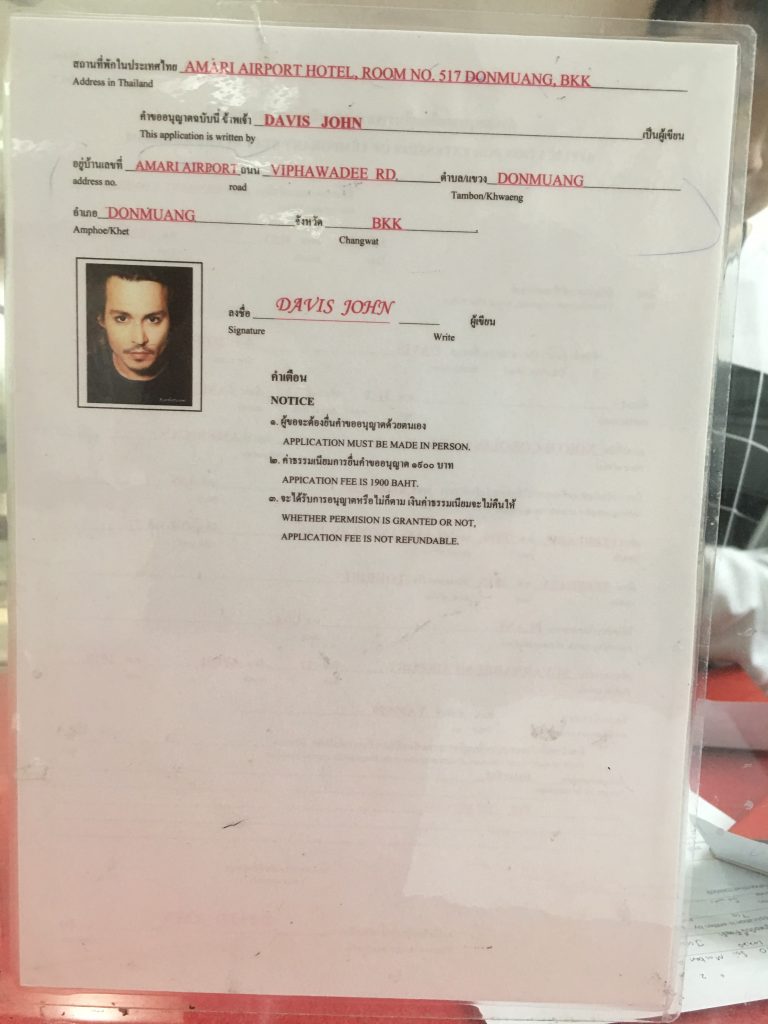 สถานที่พักในประเทศไทย AMARI AIRPORT HOTEL, ROOM NO. 517 DONMUANG, BKK
Address in Thailand
คำขออนุญาตฉบับนี้ ข้าพเจ้า DAVIS JOHN เป็นผู้เขียน
This application is written by
อยู่บ้านเลขที่ AMARI AIRPORT ถนน VIPHAWADEE RD. ตำบล/แขวง DONMUANG
address no. road Tambon/Khwaeng
อำเภอ DONMUANG จังหวัด BKK
Amphoe/Khet Changwat
ลงชื่อ DAVIS JOHN ผู้เขียน
Signature Write
คำเตือน
NOTICE
๑. ผู้ขอจะต้องยื่นคำขออนุญาตด้วยตนเอง
APPLICATION MUST BE MADE IN PERSON.
๒. ค่าธรรมเนียมการยื่นคำขออนุญาต ๑๙๐๐ บาท
APPICATION FEE IS 1900 BAHT.
๓. จะได้รับการอนุญาตหรือไม่ก็ตาม เงินค่าธรรมเนียมจะไม่คืนให้
WHETHER PERMISION IS GRANTED OR NOT,
APPLICATION FEE IS NOT REFUNDABLE.